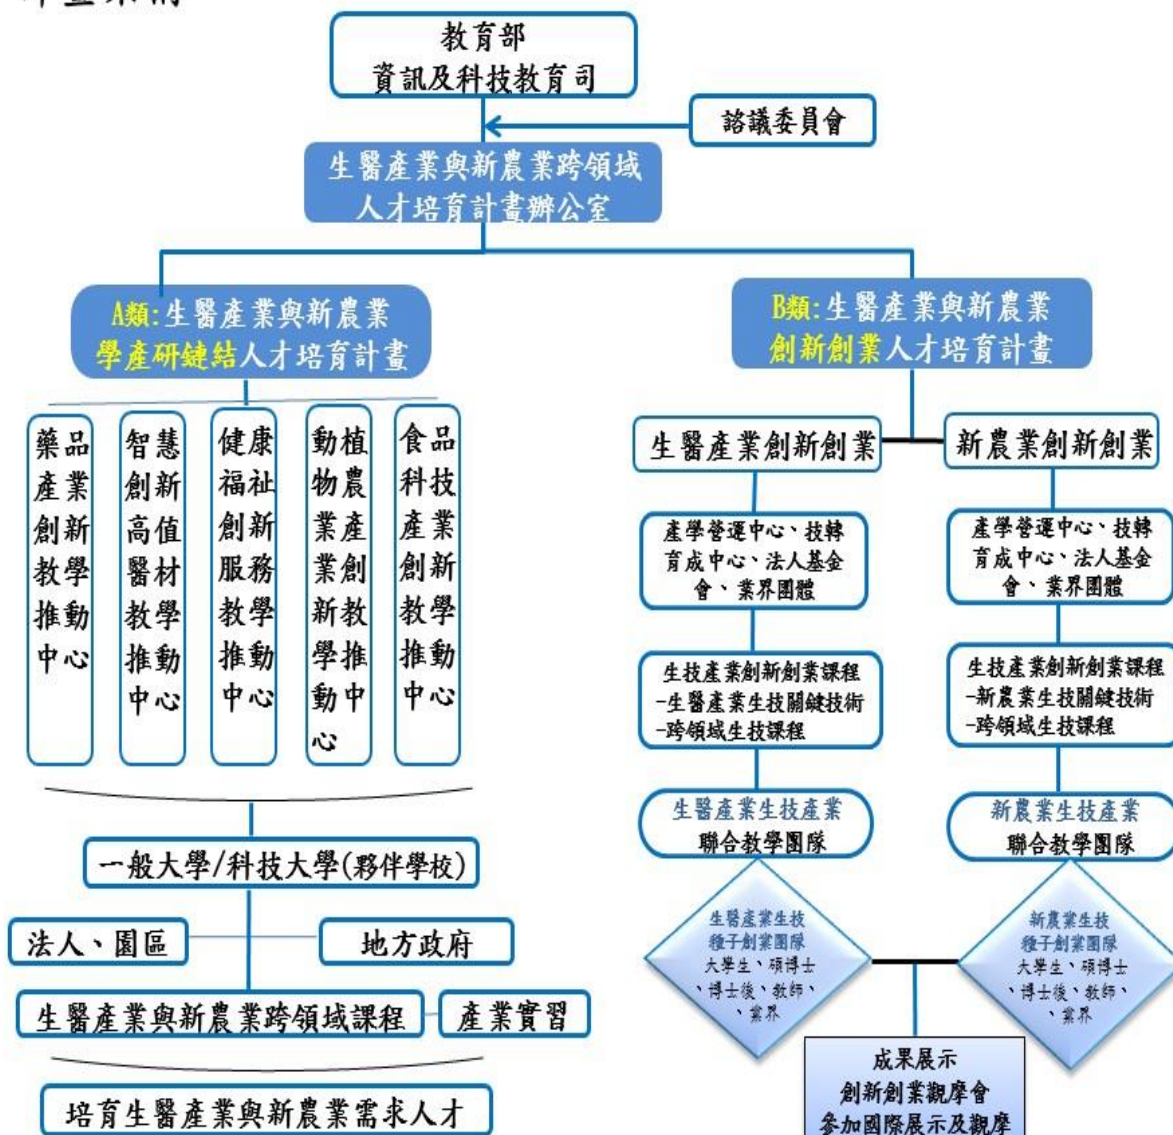 教育部
資訊及科技教育司
諮議委員會
生醫產業與新農業跨領域
人才培育計畫辦公室
A類:生醫產業與新農業
學產研鏈結人才培育計畫
藥品
產業
創新
教學
推動
中心
智慧
創新
高值
醫材
教學
推動
中心
健康
福祉
創新
服務
教學
推動
中心
動植
物農
業產
業創
新教
學推
動中
心
食品
科技
產業
創新
教學
推動
中心
一般大學/科技大學(夥伴學校)
法人、園區
地方政府
生醫產業與新農業跨領域課程
產業實習
培育生醫產業與新農業需求人才
B類:生醫產業與新農業
創新創業人才培育計畫
生醫產業創新創業
新農業創新創業
產學營運中心、技轉
育成中心、法人基金
會、業界團體
產學營運中心、技轉
育成中心、法人基金
會、業界團體
生技產業創新創業課程
-生醫產業生技關鍵技術
-跨領域生技課程
生技產業創新創業課程
-新農業生技關鍵技術
-跨領域生技課程
生醫產業生技產業
聯合教學團隊
新農業生技產業
聯合教學團隊
生醫產業生技
種子創業團隊
大學生、碩博士
、博士後、教師、
、業界
新農業生技
種子創業團隊
大學生、碩博士
、博士後、教師、
、業界
成果展示
創新創業觀摩會
參加國際展示及觀摩